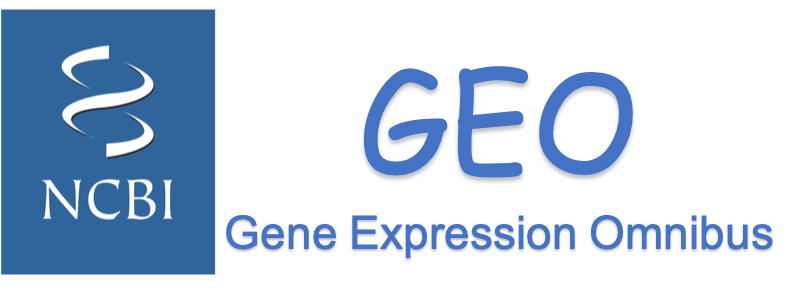 NCBI
GEO
Gene Expression Omnibus